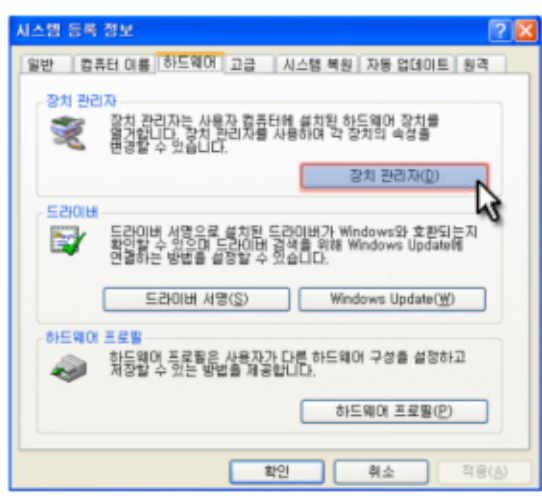 시스템 등록 정보
일반 컴퓨터 이름 하드웨어 고급 시스템 복원 자동 업데이트 원격
장치 관리자
장치 관리자는 사용자 컴퓨터에 설치된 하드웨어 장치를
열거합니다. 장치 관리자를 사용하여 각 장치의 속성을
변경할 수 있습니다.
장치 관리자(D)
드라이버
드라이버 서명으로 설치된 드라이버가 Windows와 호환되는지
확인할 수 있으며 드라이버 검색을 위해 Windows Update에
연결하는 방법을 설정할 수 있습니다.
드라이버 서명(S) Windows Update(W)
하드웨어 프로필
하드웨어 프로필은 사용자가 다른 하드웨어 구성을 설정하고
저장할 수 있는 방법을 제공합니다.
하드웨어 프로필(P)
확인 취소 적용(A)